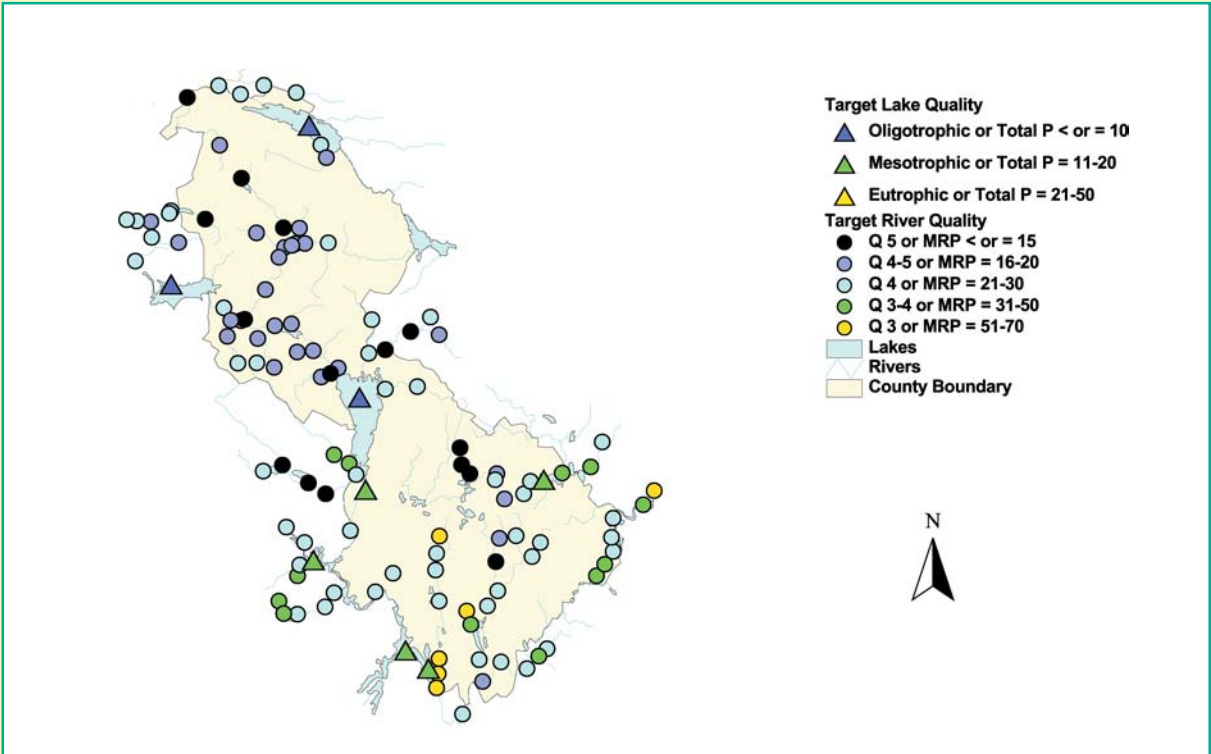 Target Lake Quality
Oligotrophic or Total P < or = 10
Mesotrophic or Total P = 11-20
Eutrophic or Total P = 21-50
Target River Quality
Q 5 or MRP < or = 15
Q 4-5 or MRP = 16-20
Q 4 or MRP = 21-30
Q 3-4 or MRP = 31-50
Q 3 or MRP = 51-70
Lakes
Rivers
County Boundary
N